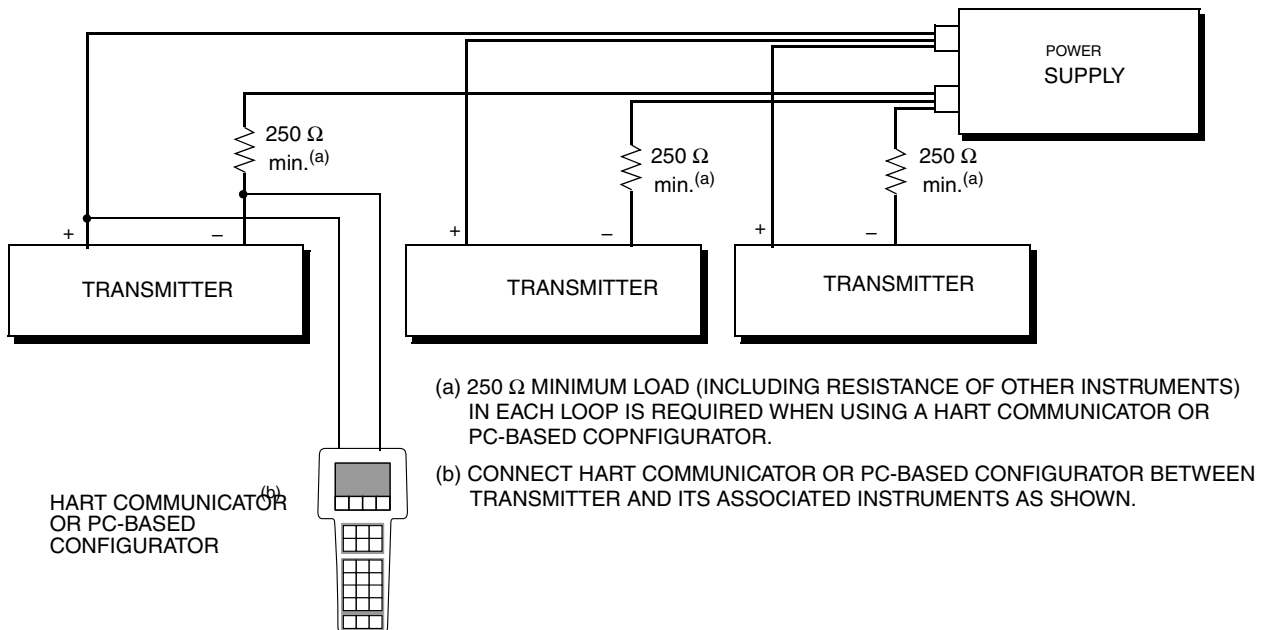 POWER
SUPPLY
250 Ω
min.(a)
250 Ω
min.(a)
250 Ω
min.(a)
+
–
+
–
+
–
TRANSMITTER
TRANSMITTER
TRANSMITTER
(a) 250 Ω MINIMUM LOAD (INCLUDING RESISTANCE OF OTHER INSTRUMENTS)
IN EACH LOOP IS REQUIRED WHEN USING A HART COMMUNICATOR OR
PC-BASED COPNFIGURATOR.
(b) CONNECT HART COMMUNICATOR OR PC-BASED CONFIGURATOR BETWEEN
TRANSMITTER AND ITS ASSOCIATED INSTRUMENTS AS SHOWN.
HART COMMUNICATOR(b)
OR PC-BASED
CONFIGURATOR